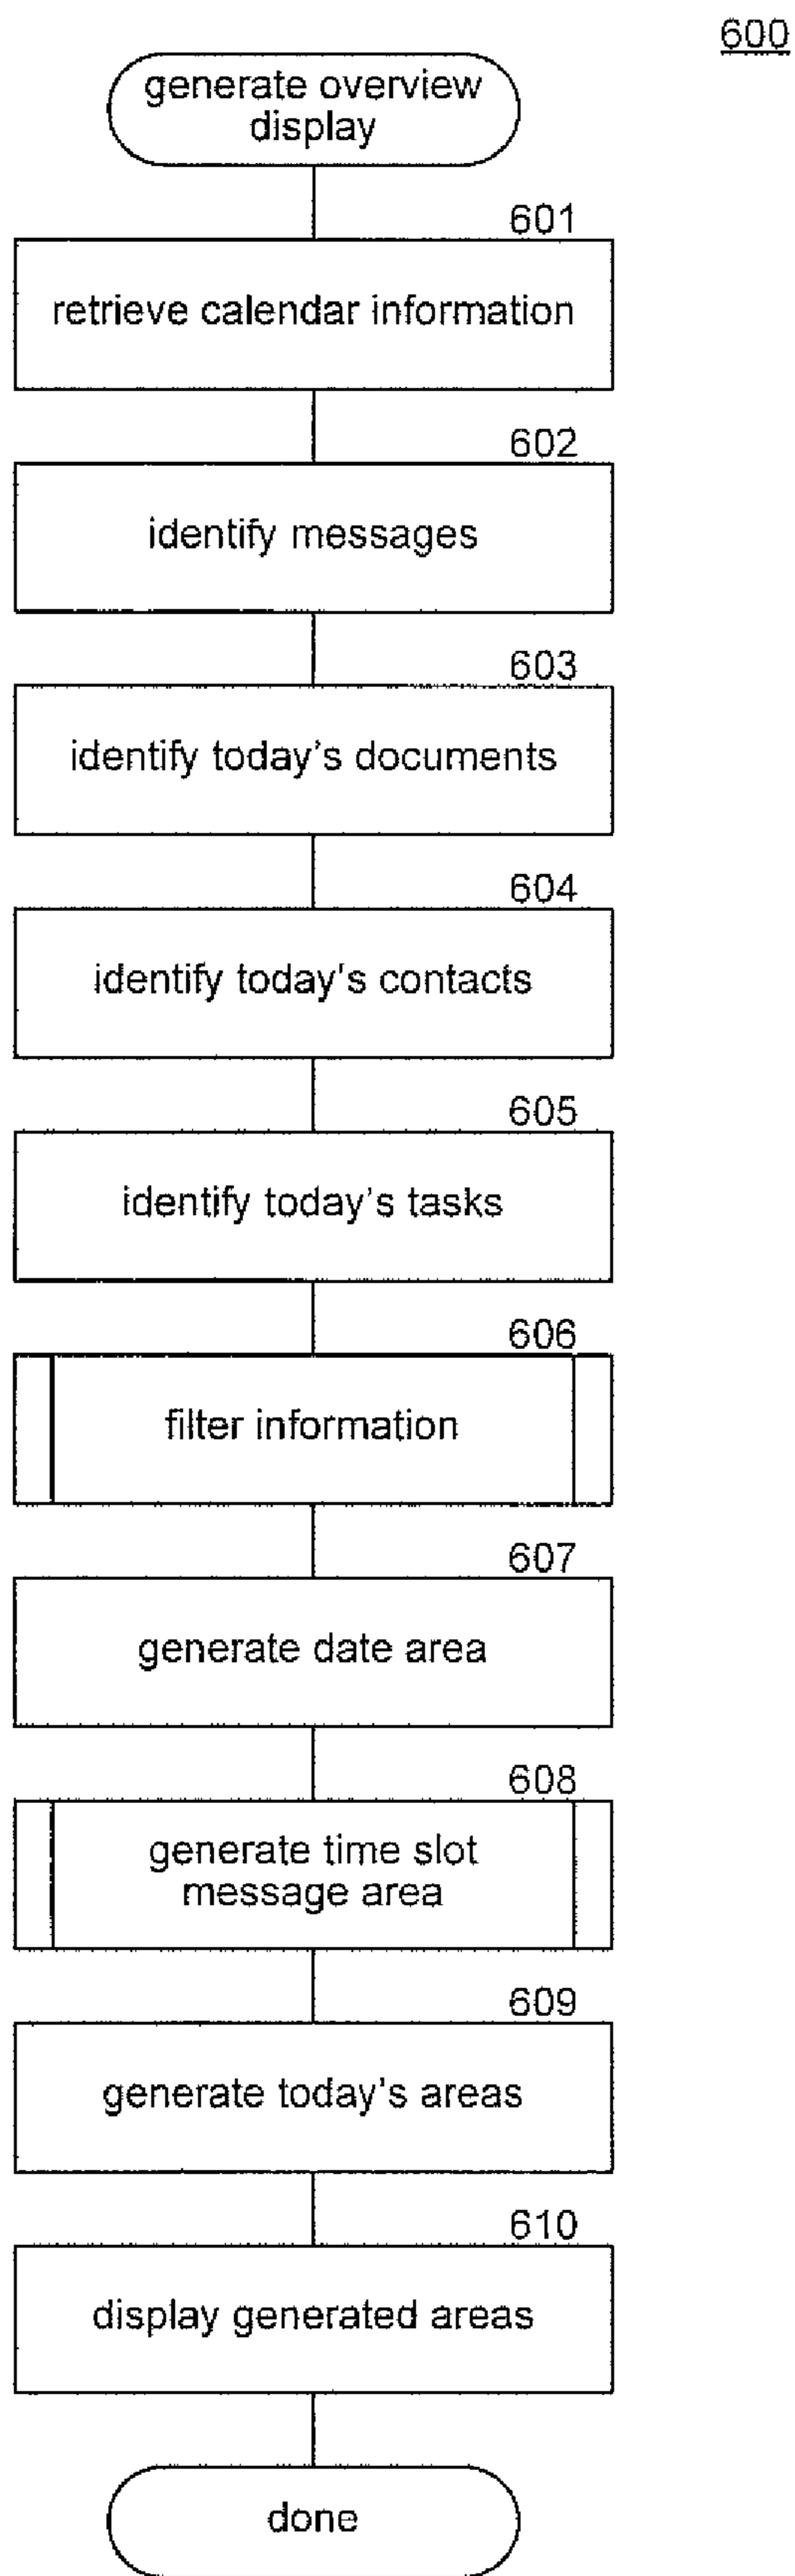 600
generate overview
display
601
retrieve calendar information
602
identify messages
603
identify today's documents
604
identify today's contacts
605
identify today's tasks
606
filter information
607
generate date area
608
generate time slot
message area
609
generate today's areas
610
display generated areas
done